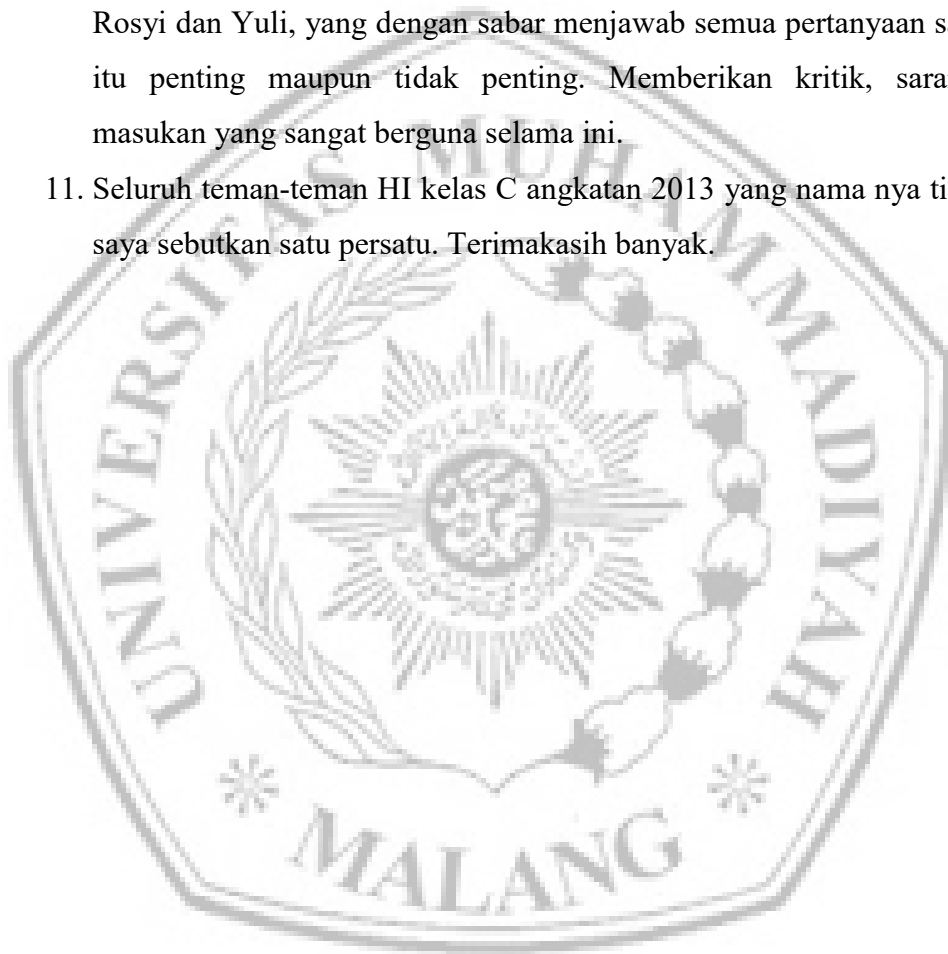 Rosyi dan Yuli, yang dengan sabar menjawab semua pertanyaan
itu penting maupun tidak penting. Memberikan kritik,
masukan yang sangat berguna selama ini.
11. Seluruh teman-teman HI kelas C angkatan 2013 yang nama nya
saya sebutkan satu persatu. Terimakasih banyak.
UNIVERSITAS MUHAMMADIYAH
MALANG